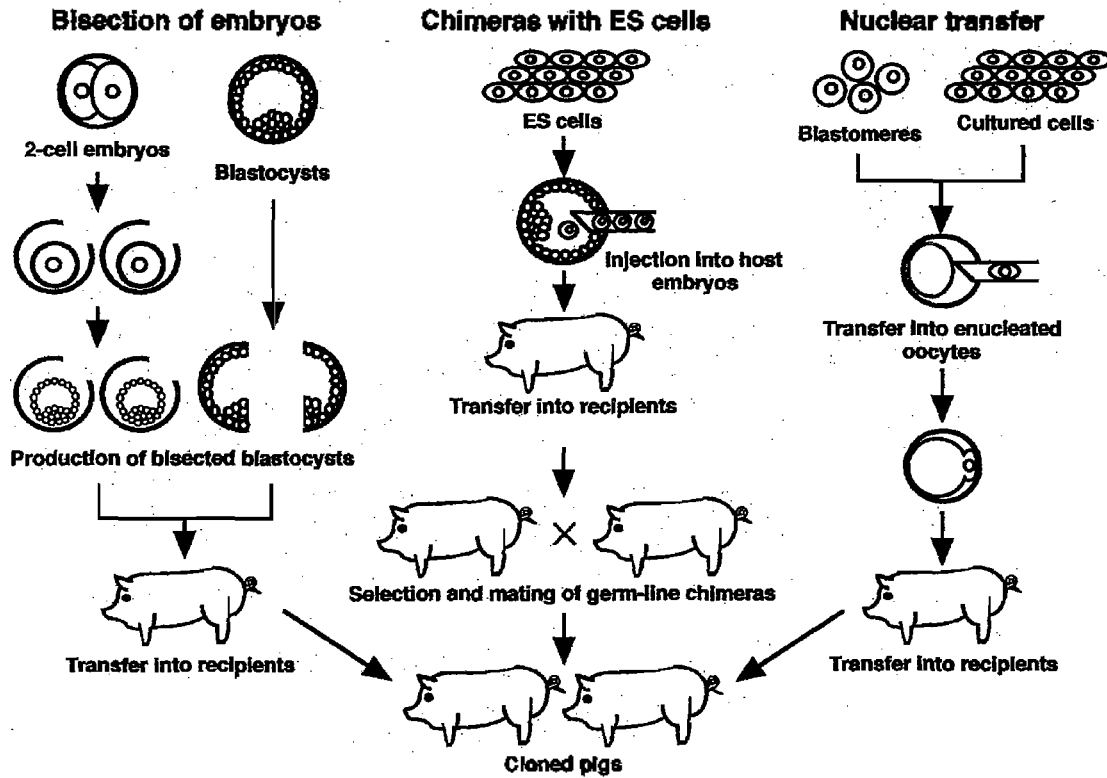 Bisection of embryos
2-cell embryos
Blastocysts
Production of bisected blastocysts
Transfer into recipients
Chimeras with ES cells
ES cells
Injection into host
embryos
Transfer into recipients
×
Selection and mating of germ-line chimeras
Nuclear transfer
Blastomeres
Cultured cells
Transfer into enucleated
oocytes
Transfer into recipients
Cloned pigs